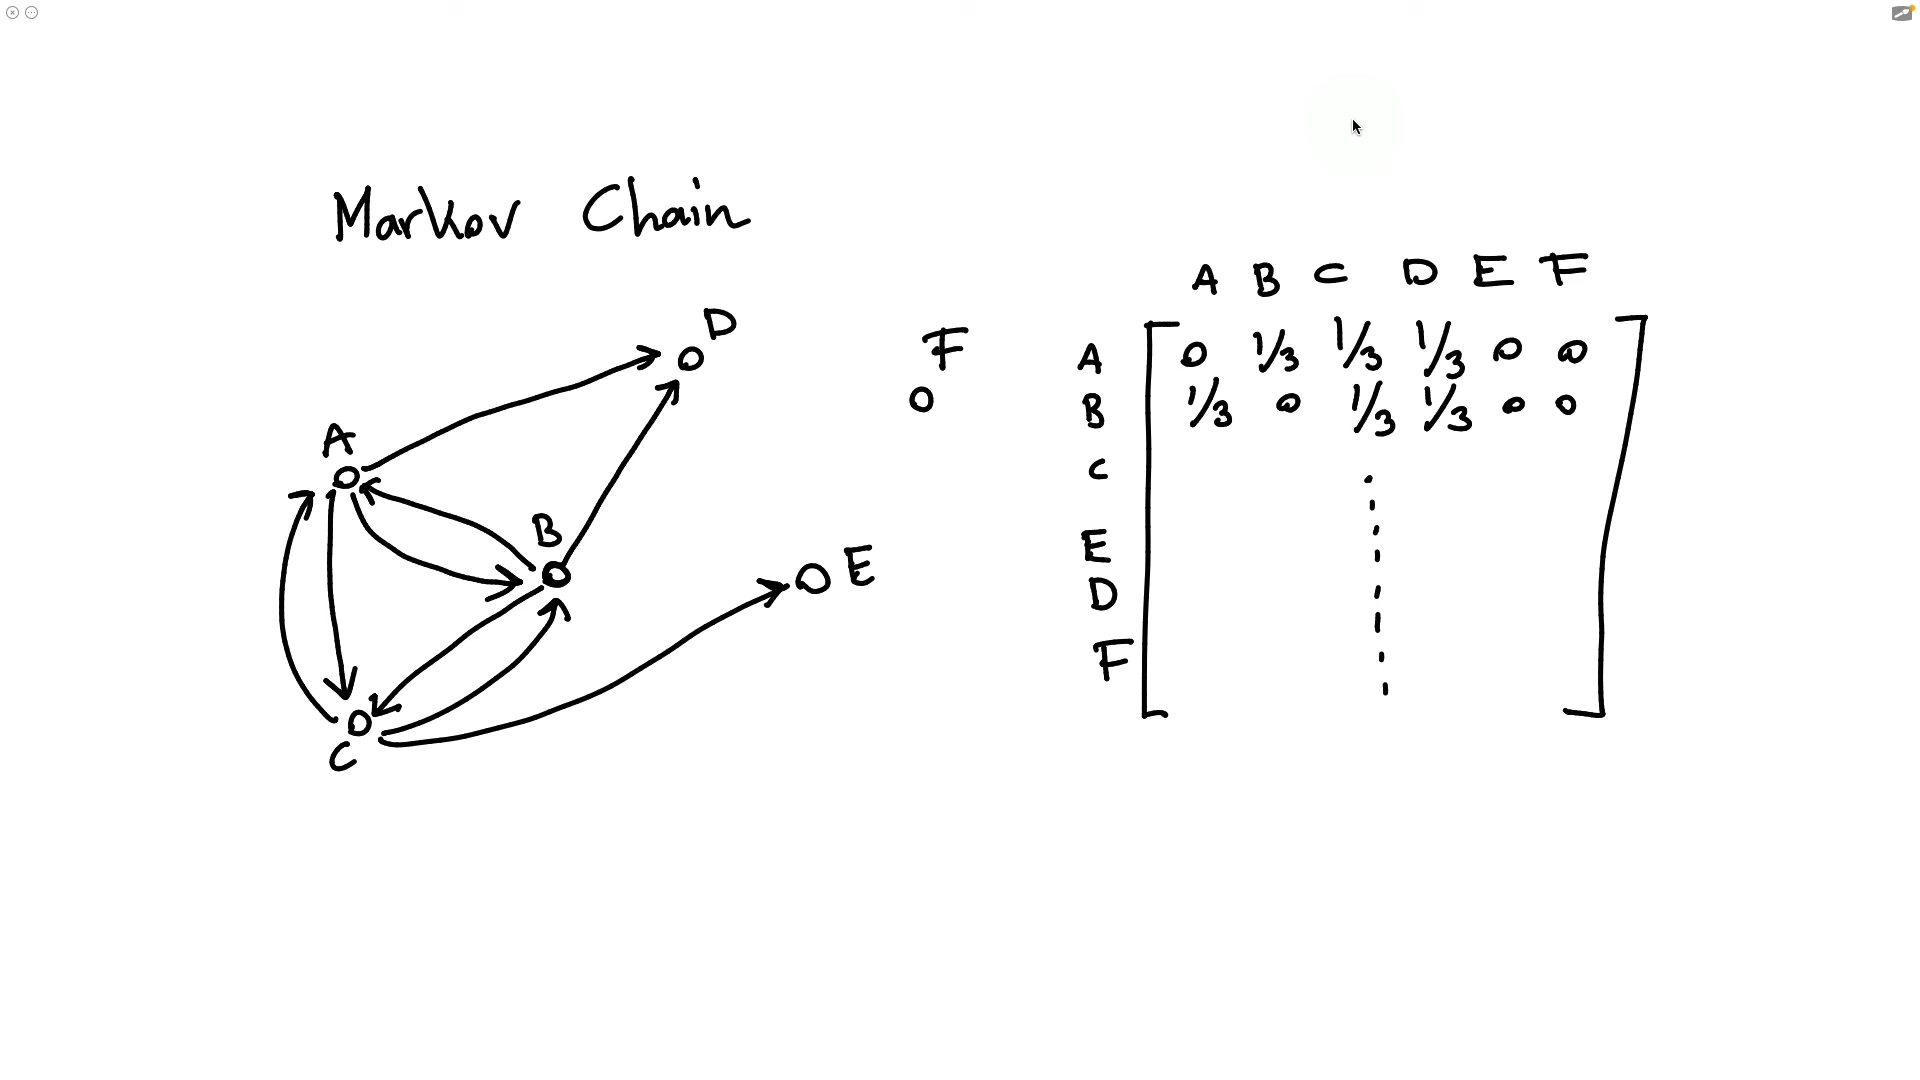 Markov Chain
D
F
A
B
E
C
A B C D E F
A 0 1/3 1/3 1/3 0 0
B 1/3 0 1/3 1/3 0 0
C
E
D
F